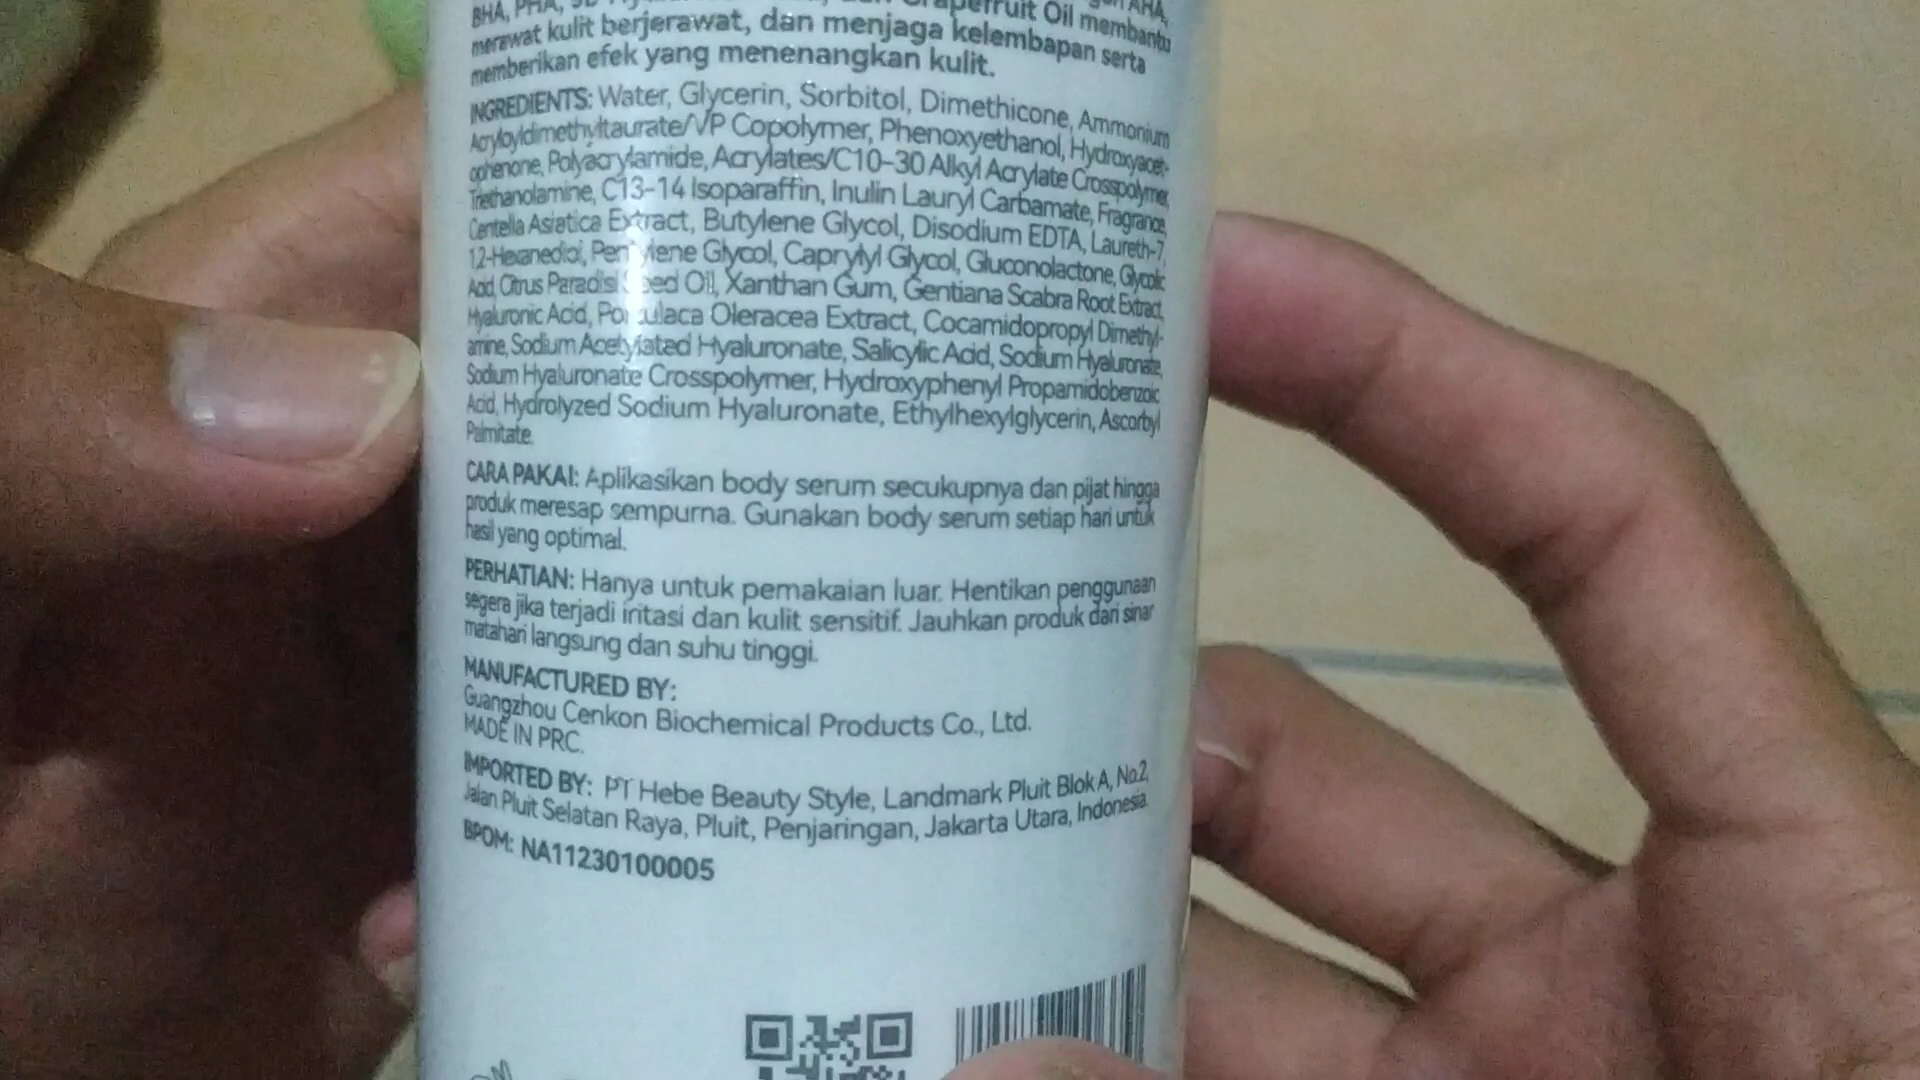 BHA, PHA,
Grapefruit Oil membantu
merawat kulit berjerawat, dan menjaga kelembapan serta
memberikan efek yang menenangkan kulit.
INGREDIENTS: Water, Glycerin, Sorbitol, Dimethicone, Ammonium
Acryloyldimethyltaurate/VP Copolymer, Phenoxyethanol, Hydroxyacet-
ophenone, Polyacrylamide, Acrylates/C10-30 Alkyl Acrylate Crosspolymer,
Triethanolamine, C13-14 Isoparaffin, Inulin Lauryl Carbamate, Fragrance,
Centella Asiatica Extract, Butylene Glycol, Disodium EDTA, Laureth-7,
1,2-Hexanediol, Pentylene Glycol, Caprylyl Glycol, Gluconolactone, Glycolic
Acid, Citrus Paradisi Seed Oil, Xanthan Gum, Gentiana Scabra Root Extract,
Hyaluronic Acid, Portulaca Oleracea Extract, Cocamidopropyl Dimethyl-
amine, Sodium Acetylated Hyaluronate, Salicylic Acid, Sodium Hyaluronate,
Sodium Hyaluronate Crosspolymer, Hydroxyphenyl Propamidobenzoic
Acid, Hydrolyzed Sodium Hyaluronate, Ethylhexylglycerin, Ascorbyl
Palmitate.
CARA PAKAI: Aplikasikan body serum secukupnya dan pijat hingga
produk meresap sempurna. Gunakan body serum setiap hari untuk
hasil yang optimal.
PERHATIAN: Hanya untuk pemakaian luar. Hentikan penggunaan
segera jika terjadi iritasi dan kulit sensitif. Jauhkan produk dari sinar
matahari langsung dan suhu tinggi.
MANUFACTURED BY:
Guangzhou Cenkon Biochemical Products Co., Ltd.
MADE IN PRC.
IMPORTED BY: PT Hebe Beauty Style, Landmark Pluit Blok A, No.2,
Jalan Pluit Selatan Raya, Pluit, Penjaringan, Jakarta Utara, Indonesia.
BPOM: NA11230100005